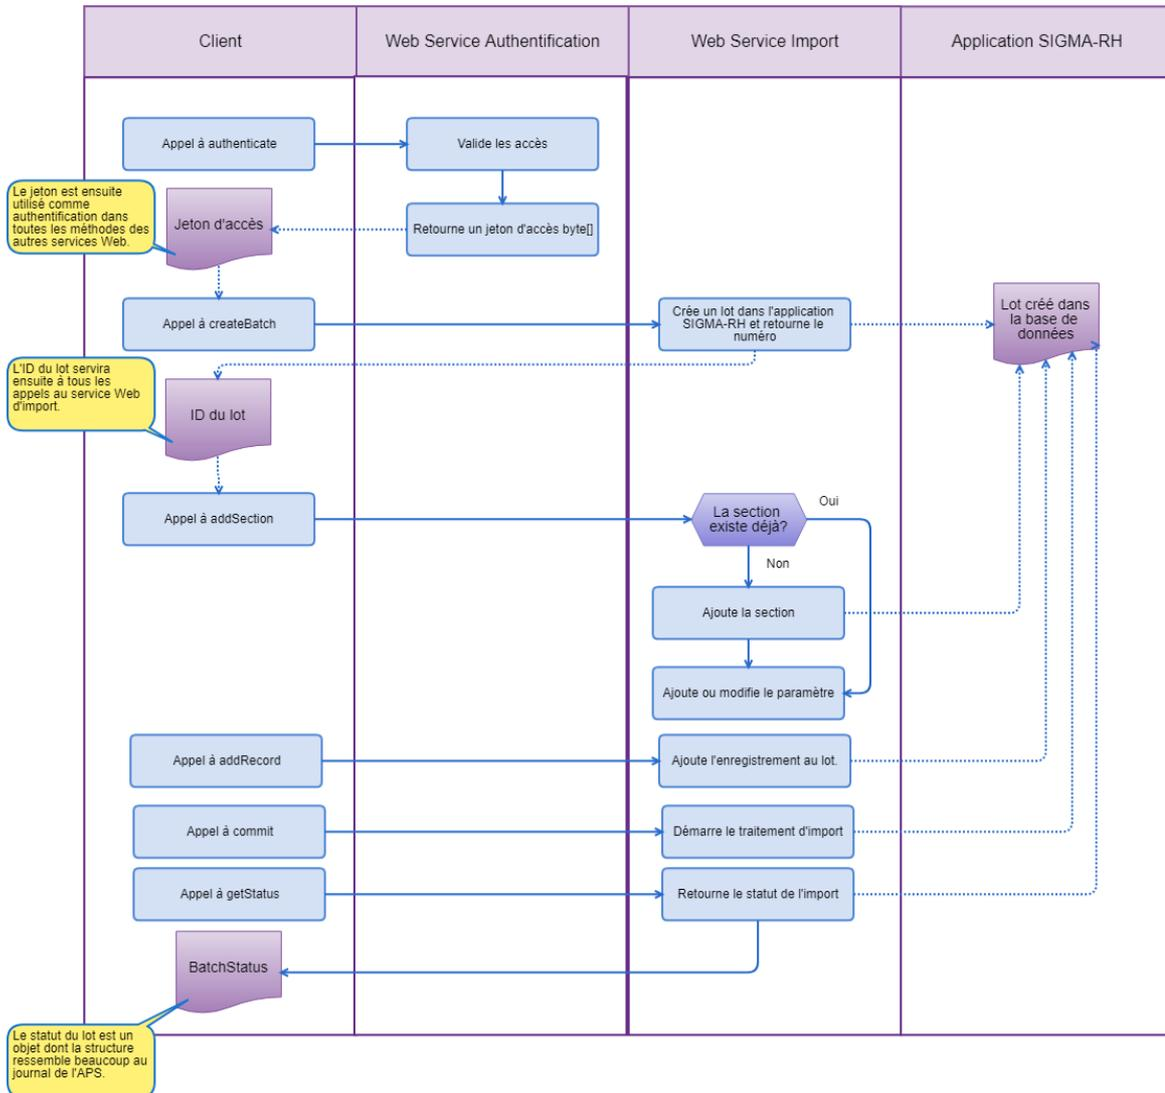 Client
Web Service Authentification
Web Service Import
Application SIGMA-RH
Appel à authenticate
Valide les accès
Le jeton est ensuite
utilisé comme
authentification dans
toutes les méthodes des
autres services Web.
Jeton d'accès
Retourne un jeton d'accès byte[]
Appel à createBatch
Crée un lot dans l'application
SIGMA-RH et retourne le
numéro
Lot créé dans
la base de
données
L'ID du lot servira
ensuite à tous les
appels au service Web
d'import.
ID du lot
Appel à addSection
La section
existe déjà?
Oui
Non
Ajoute la section
Ajoute ou modifie le paramètre
Appel à addRecord
Ajoute l'enregistrement au lot.
Appel à commit
Démarre le traitement d'import
Appel à getStatus
Retourne le statut de l'import
BatchStatus
Le statut du lot est un
objet dont la structure
ressemble beaucoup au
journal de l'APS.